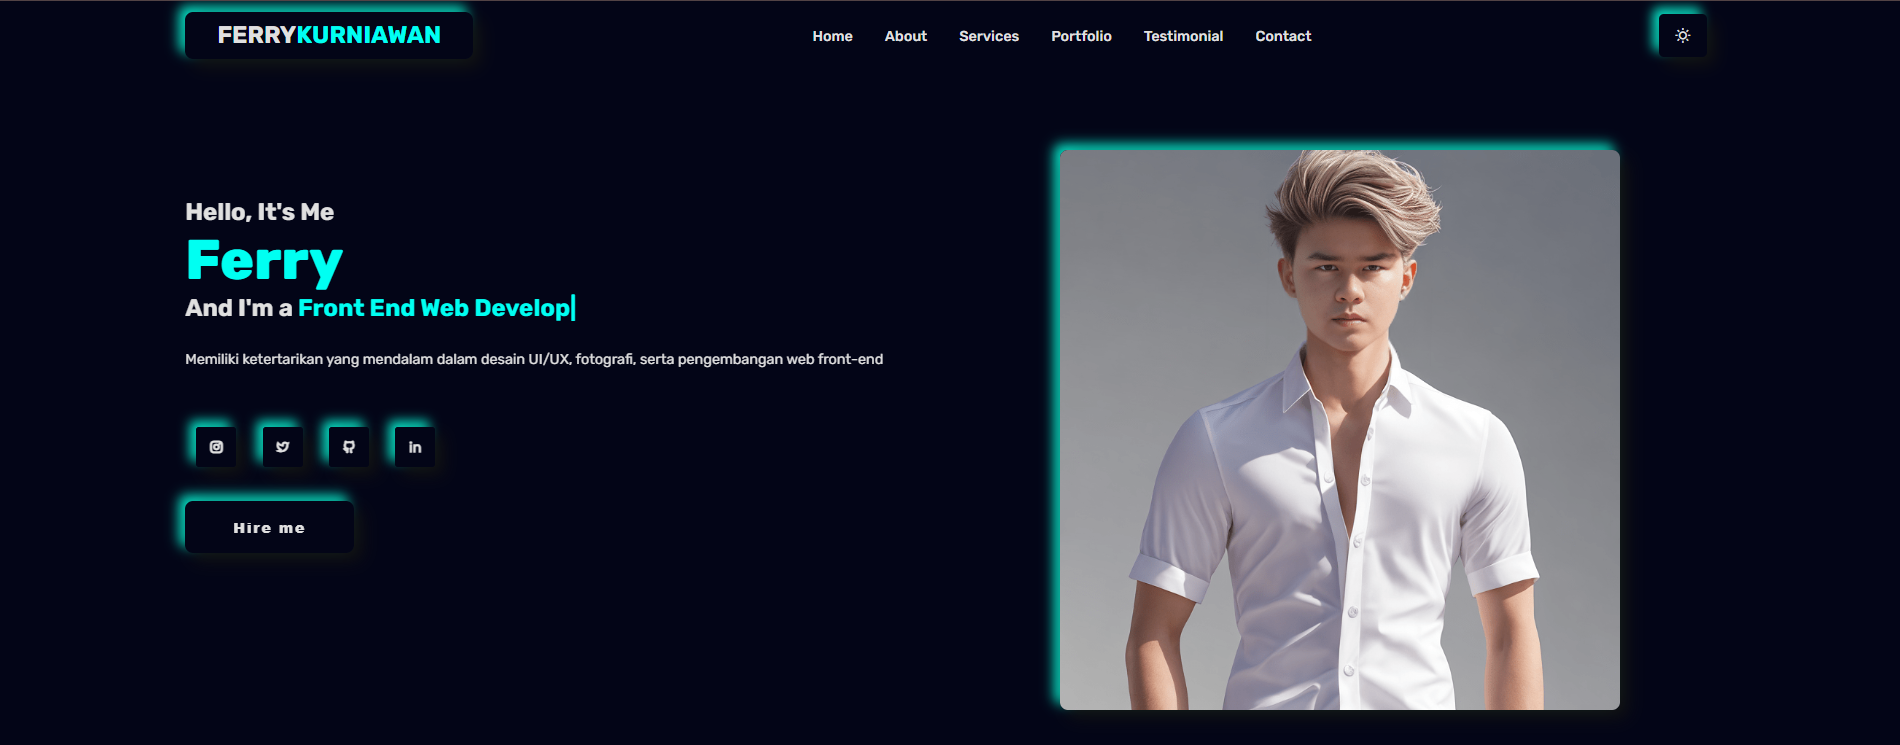 FERRYKURNIAWAN
Home About Services Portfolio Testimonial Contact
Hello, It's Me
Ferry
And I'm a Front End Web Develop
Memiliki ketertarikan yang mendalam dalam desain UI/UX, fotografi, serta pengembangan web front-end
in
Hire me